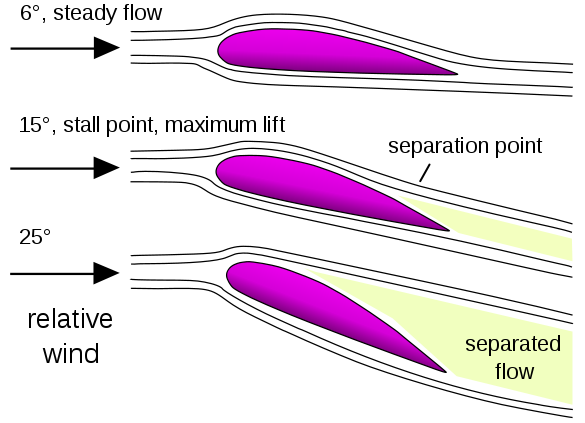 6°, steady flow
15°, stall point, maximum lift
separation point
25°
relative
wind
separated
flow